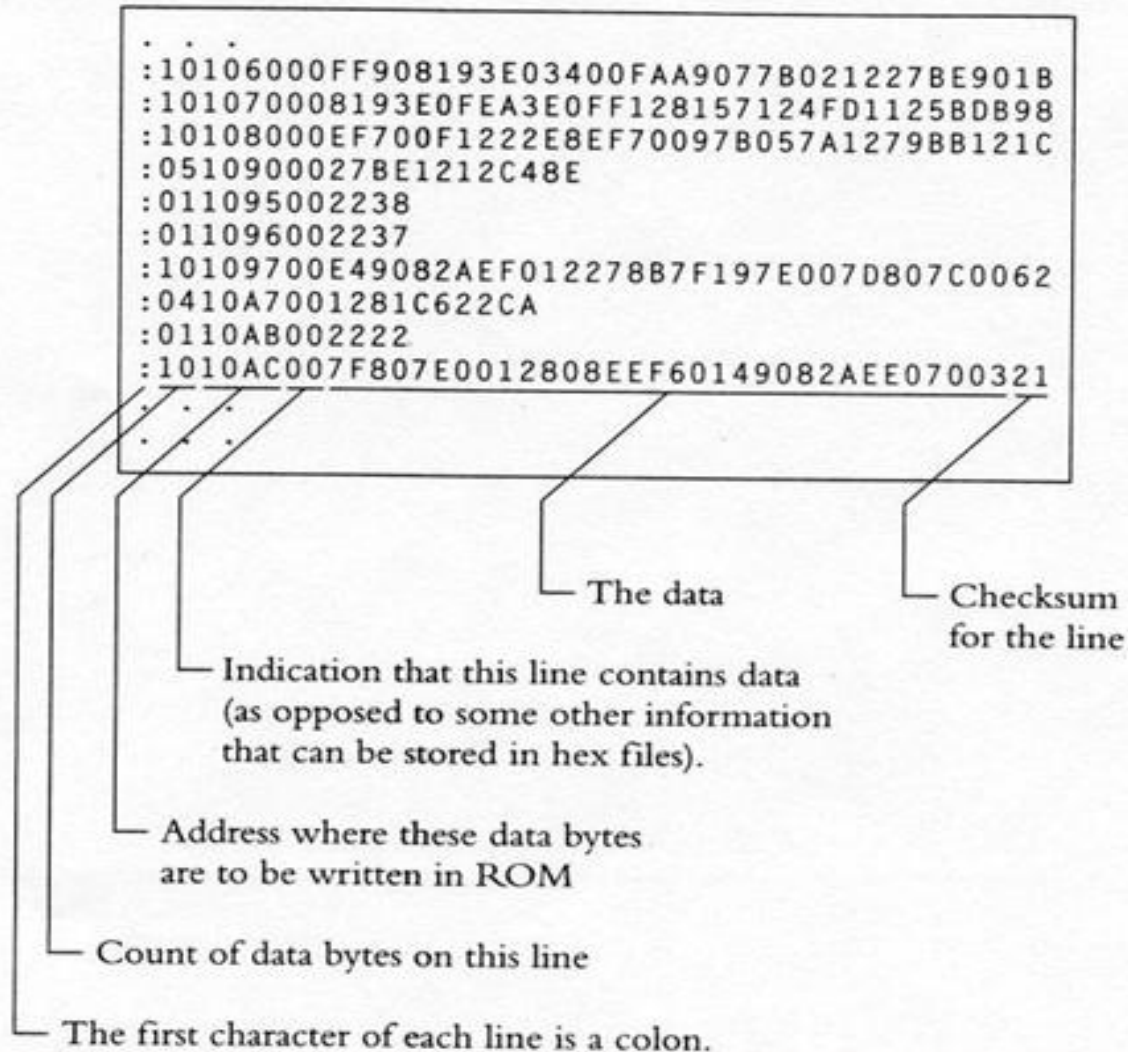 . . .
:10106000FF908193E03400FAA9077B021227BE901B
:101070008193E0FEA3E0FF128157124FD1125BDB98
:10108000EF700F1222E8EF70097B057A1279BB121C
:0510900027BE1212C48E
:011095002238
:011096002237
:10109700E49082AEF012278B7F197E007D807C0062
:0410A7001281C622CA
:0110AB002222
:1010AC007F807E0012808EEF60149082AEE0700321
. . .
. . .
The data
Checksum
for the line
Indication that this line contains data
(as opposed to some other information
that can be stored in hex files).
Address where these data bytes
are to be written in ROM
Count of data bytes on this line
The first character of each line is a colon.